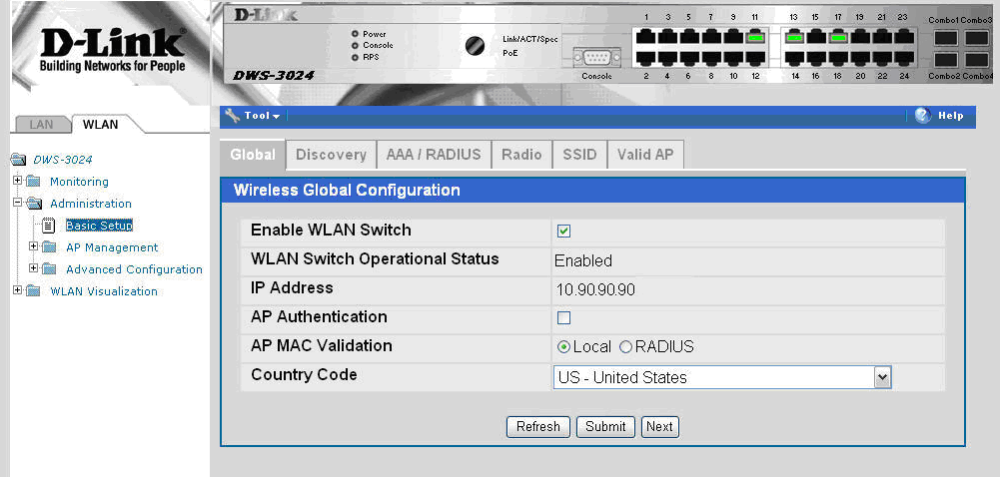 D-Link
Building Networks for People
D-Link
Power
Console
RPS
Link/ACT/Spec
PoE
Console
DWS-3024
1 3 5 7 9 11 13 15 17 19 21 23
2 4 6 8 10 12 14 16 18 20 22 24
Combo1 Combo3
Combo2 Combo4
LAN
WLAN
Tool
Help
DWS-3024
Monitoring
Administration
Basic Setup
AP Management
Advanced Configuration
WLAN Visualization
Global
Discovery
AAA / RADIUS
Radio
SSID
Valid AP
Wireless Global Configuration
Enable WLAN Switch
WLAN Switch Operational Status Enabled
IP Address 10.90.90.90
AP Authentication
AP MAC Validation Local RADIUS
Country Code US - United States
Refresh Submit Next